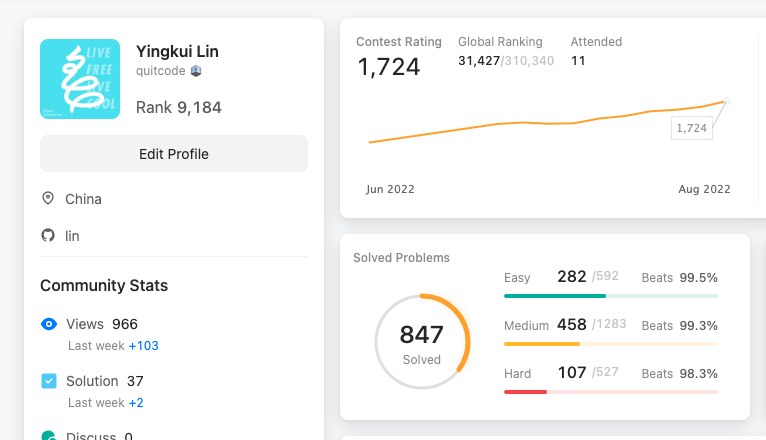 LIVE
FREE
LIVE
COOL
Yingkui Lin
quitcode
Rank 9,184
Edit Profile
China
lin
Community Stats
Views 966
Last week +103
Solution 37
Last week +2
Discuss 0
Contest Rating
1,724
Global Ranking
31,427/310,340
Attended
11
1,724
Jun 2022
Aug 2022
Solved Problems
847
Solved
Easy 282 /592 Beats 99.5%
Medium 458 /1283 Beats 99.3%
Hard 107 /527 Beats 98.3%